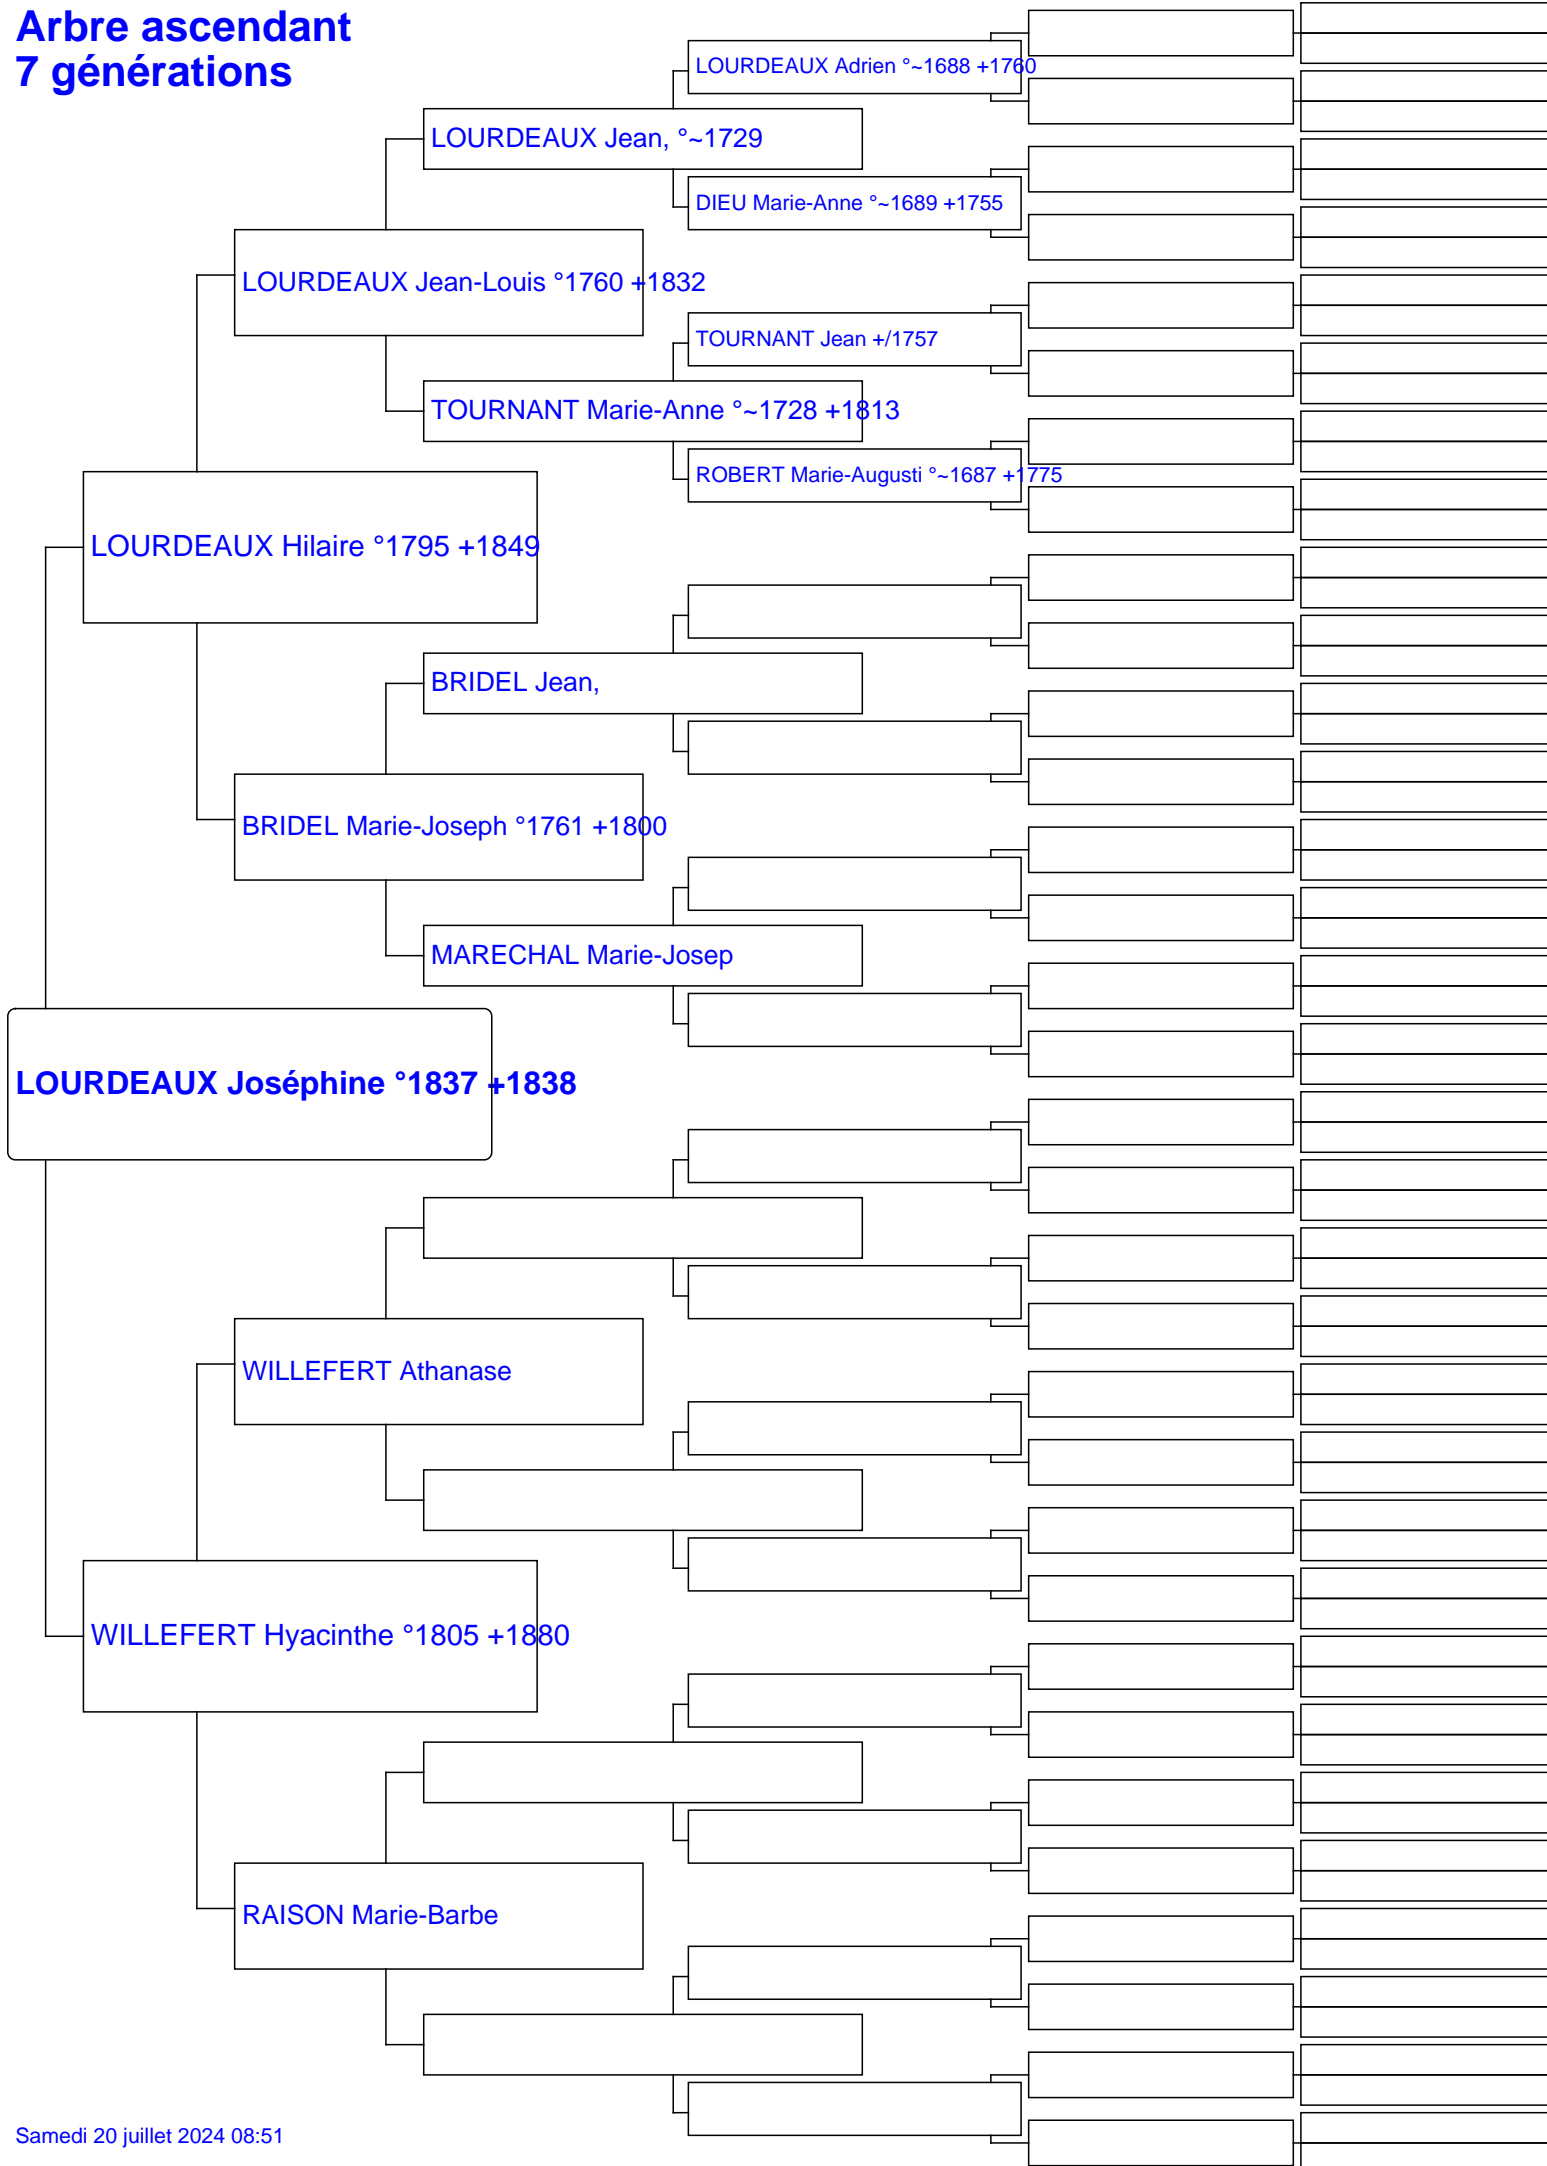 Arbre ascendant
7 générations
LOURDEAUX Adrien °~1688 +1760
LOURDEAUX Jean, °~1729
DIEU Marie-Anne °~1689 +1755
LOURDEAUX Jean-Louis °1760 +1832
TOURNANT Jean +/1757
TOURNANT Marie-Anne °~1728 +1813
ROBERT Marie-Augusti °~1687 +1775
LOURDEAUX Hilaire °1795 +1849
BRIDEL Jean,
BRIDEL Marie-Joseph °1761 +1800
MARECHAL Marie-Josep
LOURDEAUX Joséphine °1837 +1838
WILLEFERT Athanase
WILLEFERT Hyacinthe °1805 +1880
RAISON Marie-Barbe
Samedi 20 juillet 2024 08:51